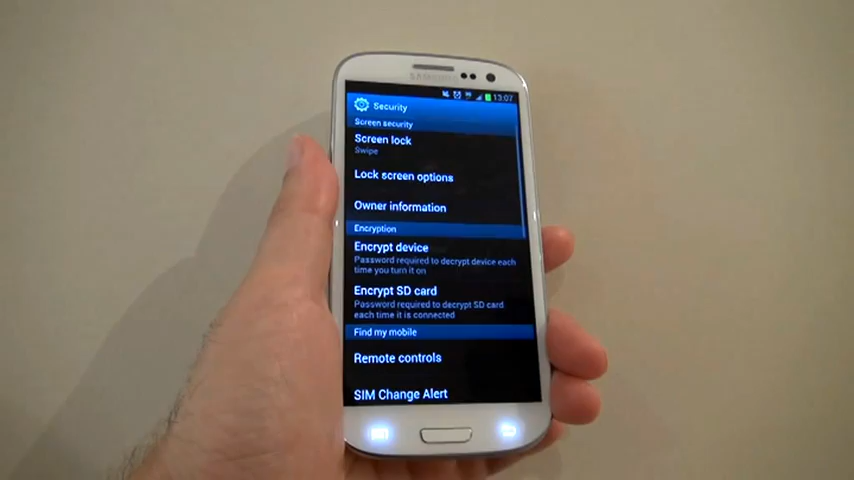 SAMSUNG
13:07
Security
Screen security
Screen lock
Swipe
Lock screen options
Owner information
Encryption
Encrypt device
Password required to decrypt device each
time you turn it on
Encrypt SD card
Password required to decrypt SD card
each time it is connected
Find my mobile
Remote controls
SIM Change Alert